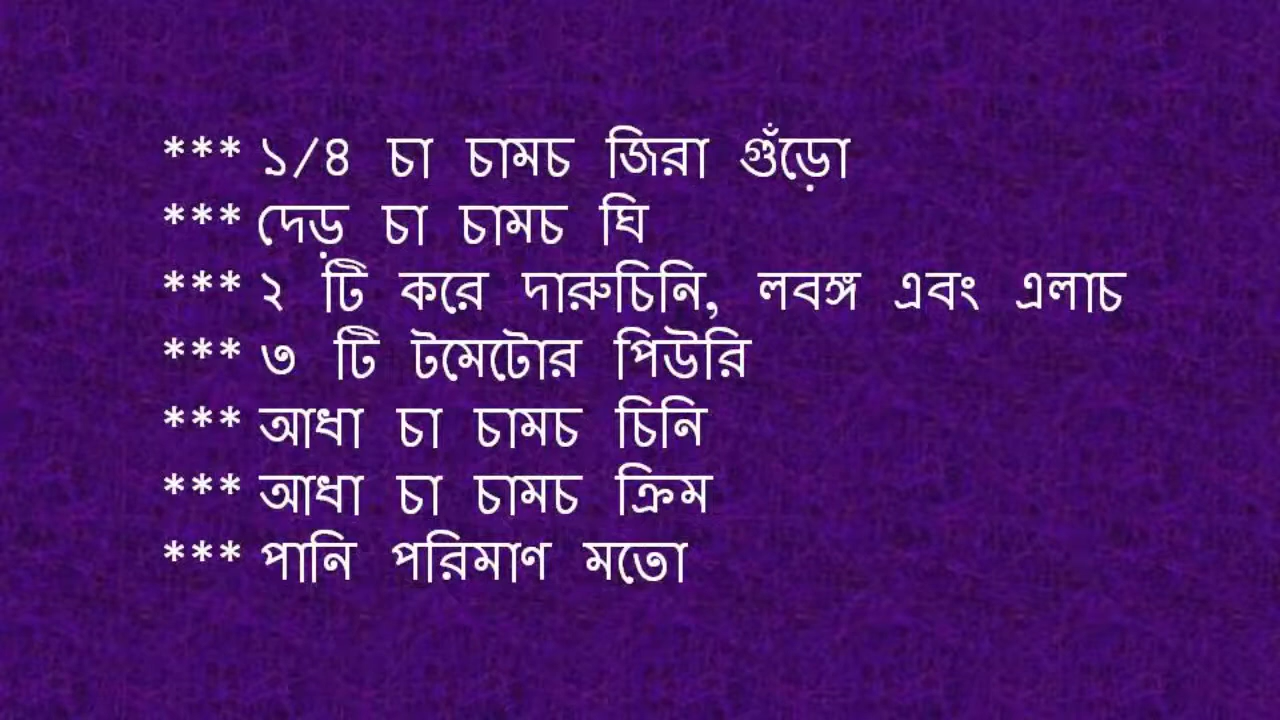 *** ১/৪ চা চামচ জিরা গুঁড়ো
*** দেড় চা চামচ ঘি
*** ২ টি করে দারুচিনি, লবঙ্গ এবং এলাচ
*** ৩ টি টমেটোর পিউরি
*** আধা চা চামচ চিনি
*** আধা চা চামচ ক্রিম
*** পানি পরিমাণ মতো